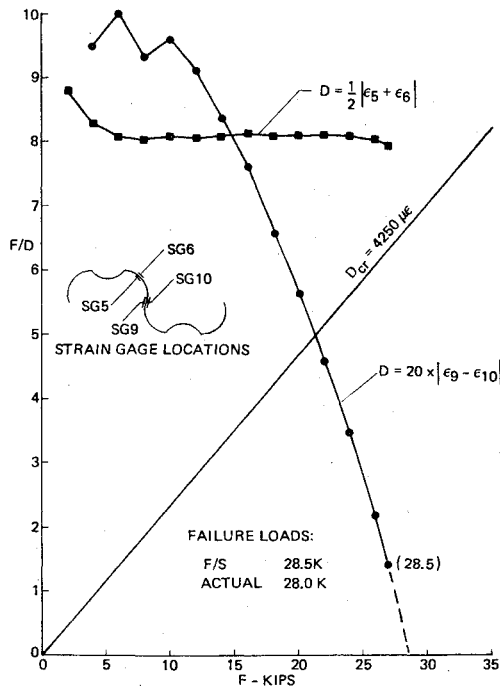 10
9
8
7
F/D
6
5
4
3
2
1
0
0
5
10
15
20
25
30
35
F - KIPS
D = 1/2 |ϵ5 + ϵ6|
Dcr = 4250 µϵ
SG6
SG10
SG5
SG9
STRAIN GAGE LOCATIONS
D = 20 x |ϵ9 − ϵ10|
FAILURE LOADS:
F/S 28.5K
ACTUAL 28.0 K
(28.5)